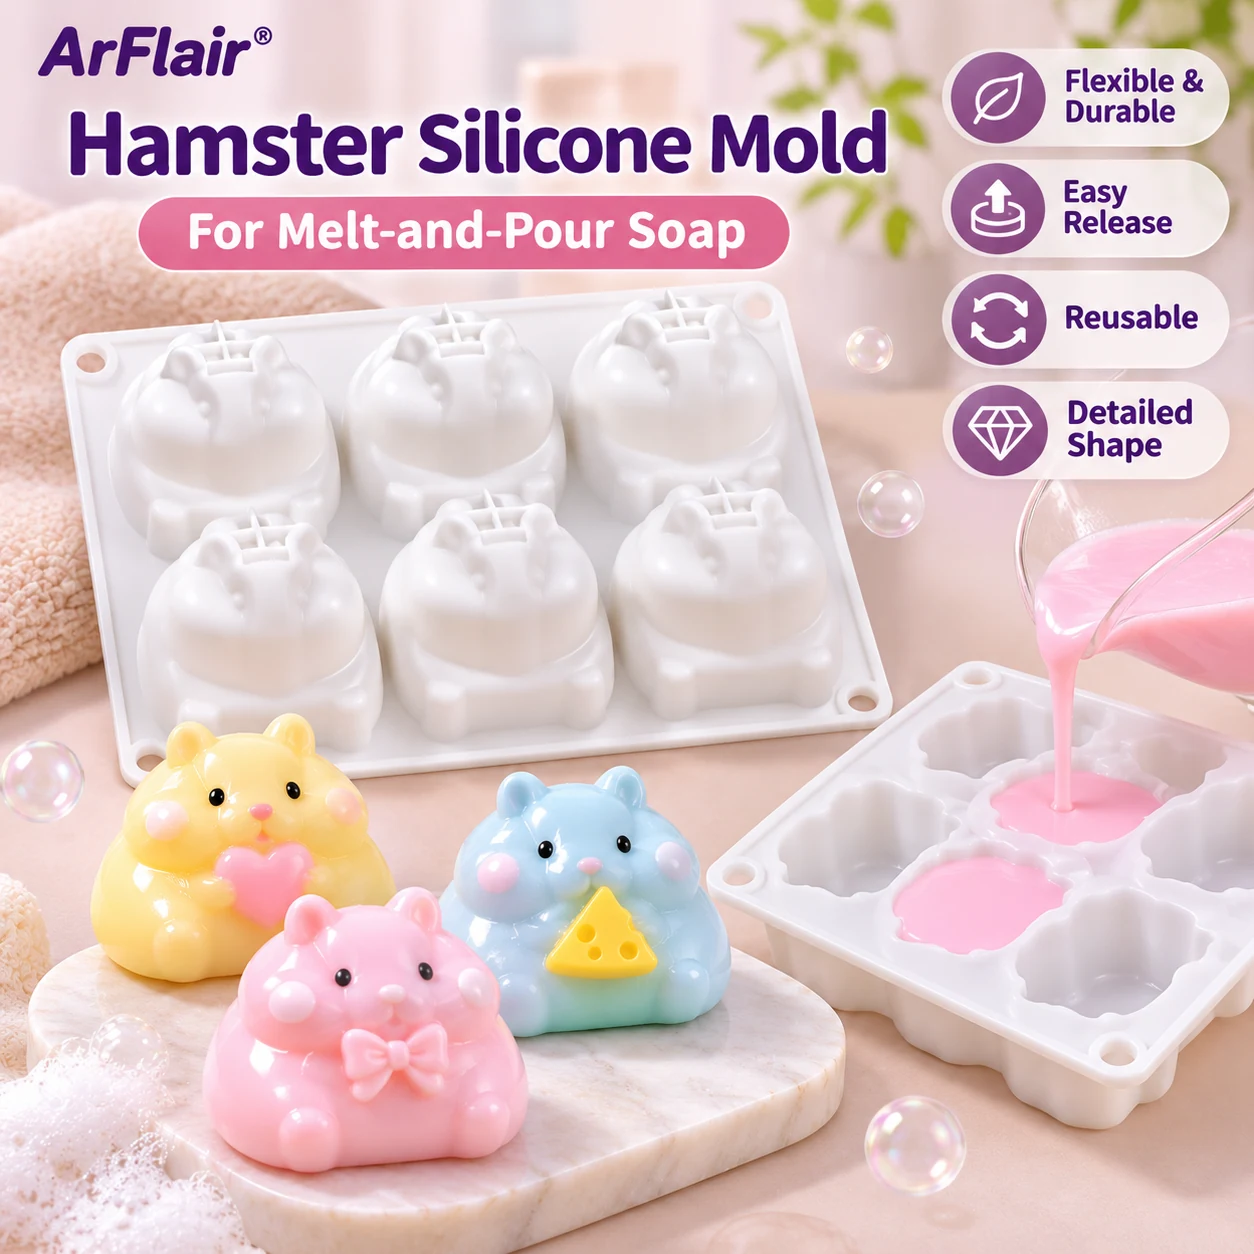 ArFlair®
Hamster Silicone Mold
For Melt-and-Pour Soap
Flexible &
Durable
Easy
Release
Reusable
Detailed
Shape